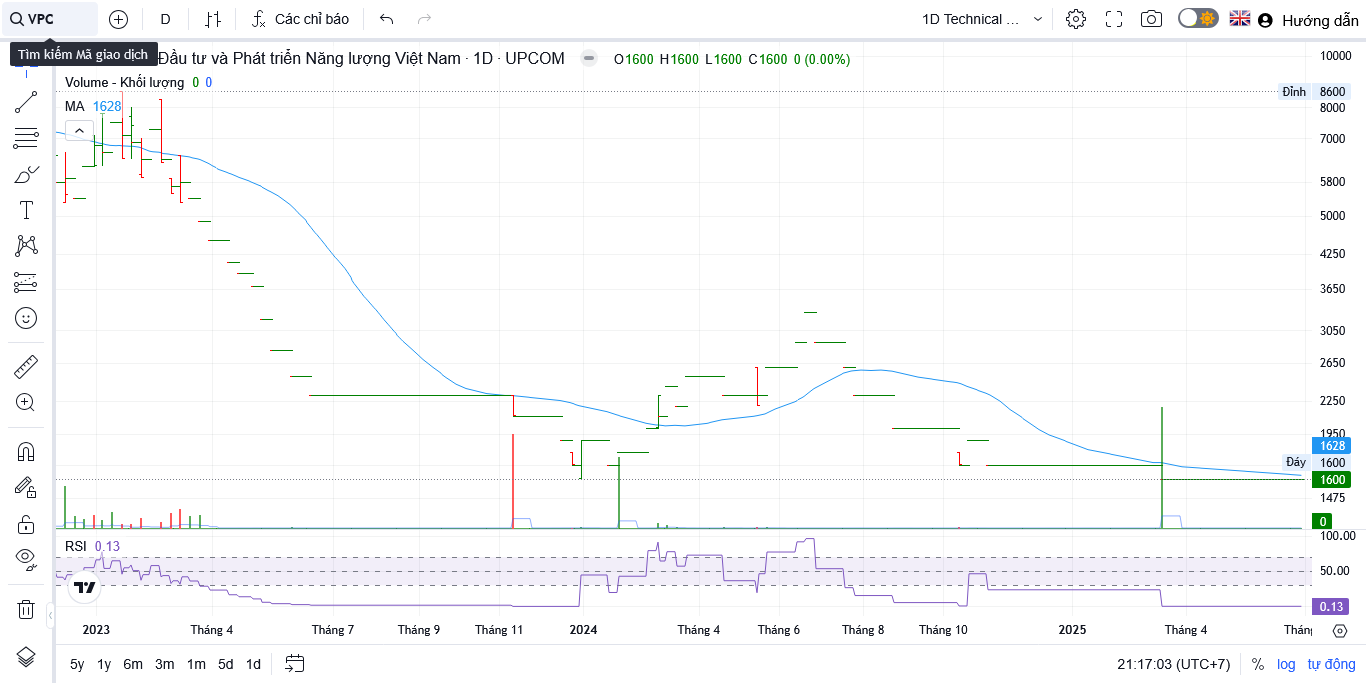 VPC
D
Các chỉ báo
1D Technical ...
Hướng dẫn
Tìm kiếm Mã giao dịch
Đầu tư và Phát triển Năng lượng Việt Nam · 1D · UPCOM
O1600 H1600 L1600 C1600 0 (0.00%)
Volume - Khối lượng 0 0
MA 1628
10000
Đỉnh 8600
8000
7000
5800
5000
4250
3650
3050
2650
2250
1950
1628
Đáy 1600
1600
1475
0
RSI 0.13
100.00
50.00
0.13
2023 Tháng 4 Tháng 7 Tháng 9 Tháng 11 2024 Tháng 4 Tháng 6 Tháng 8 Tháng 10 2025 Tháng 4 Thán
5y 1y 6m 3m 1m 5d 1d
21:17:03 (UTC+7) % log tự động